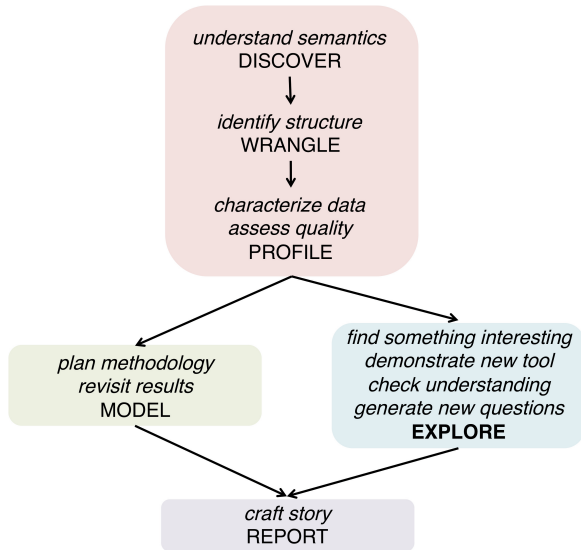 understand semantics
DISCOVER
identify structure
WRANGLE
characterize data
assess quality
PROFILE
plan methodology
revisit results
MODEL
find something interesting
demonstrate new tool
check understanding
generate new questions
EXPLORE
craft story
REPORT